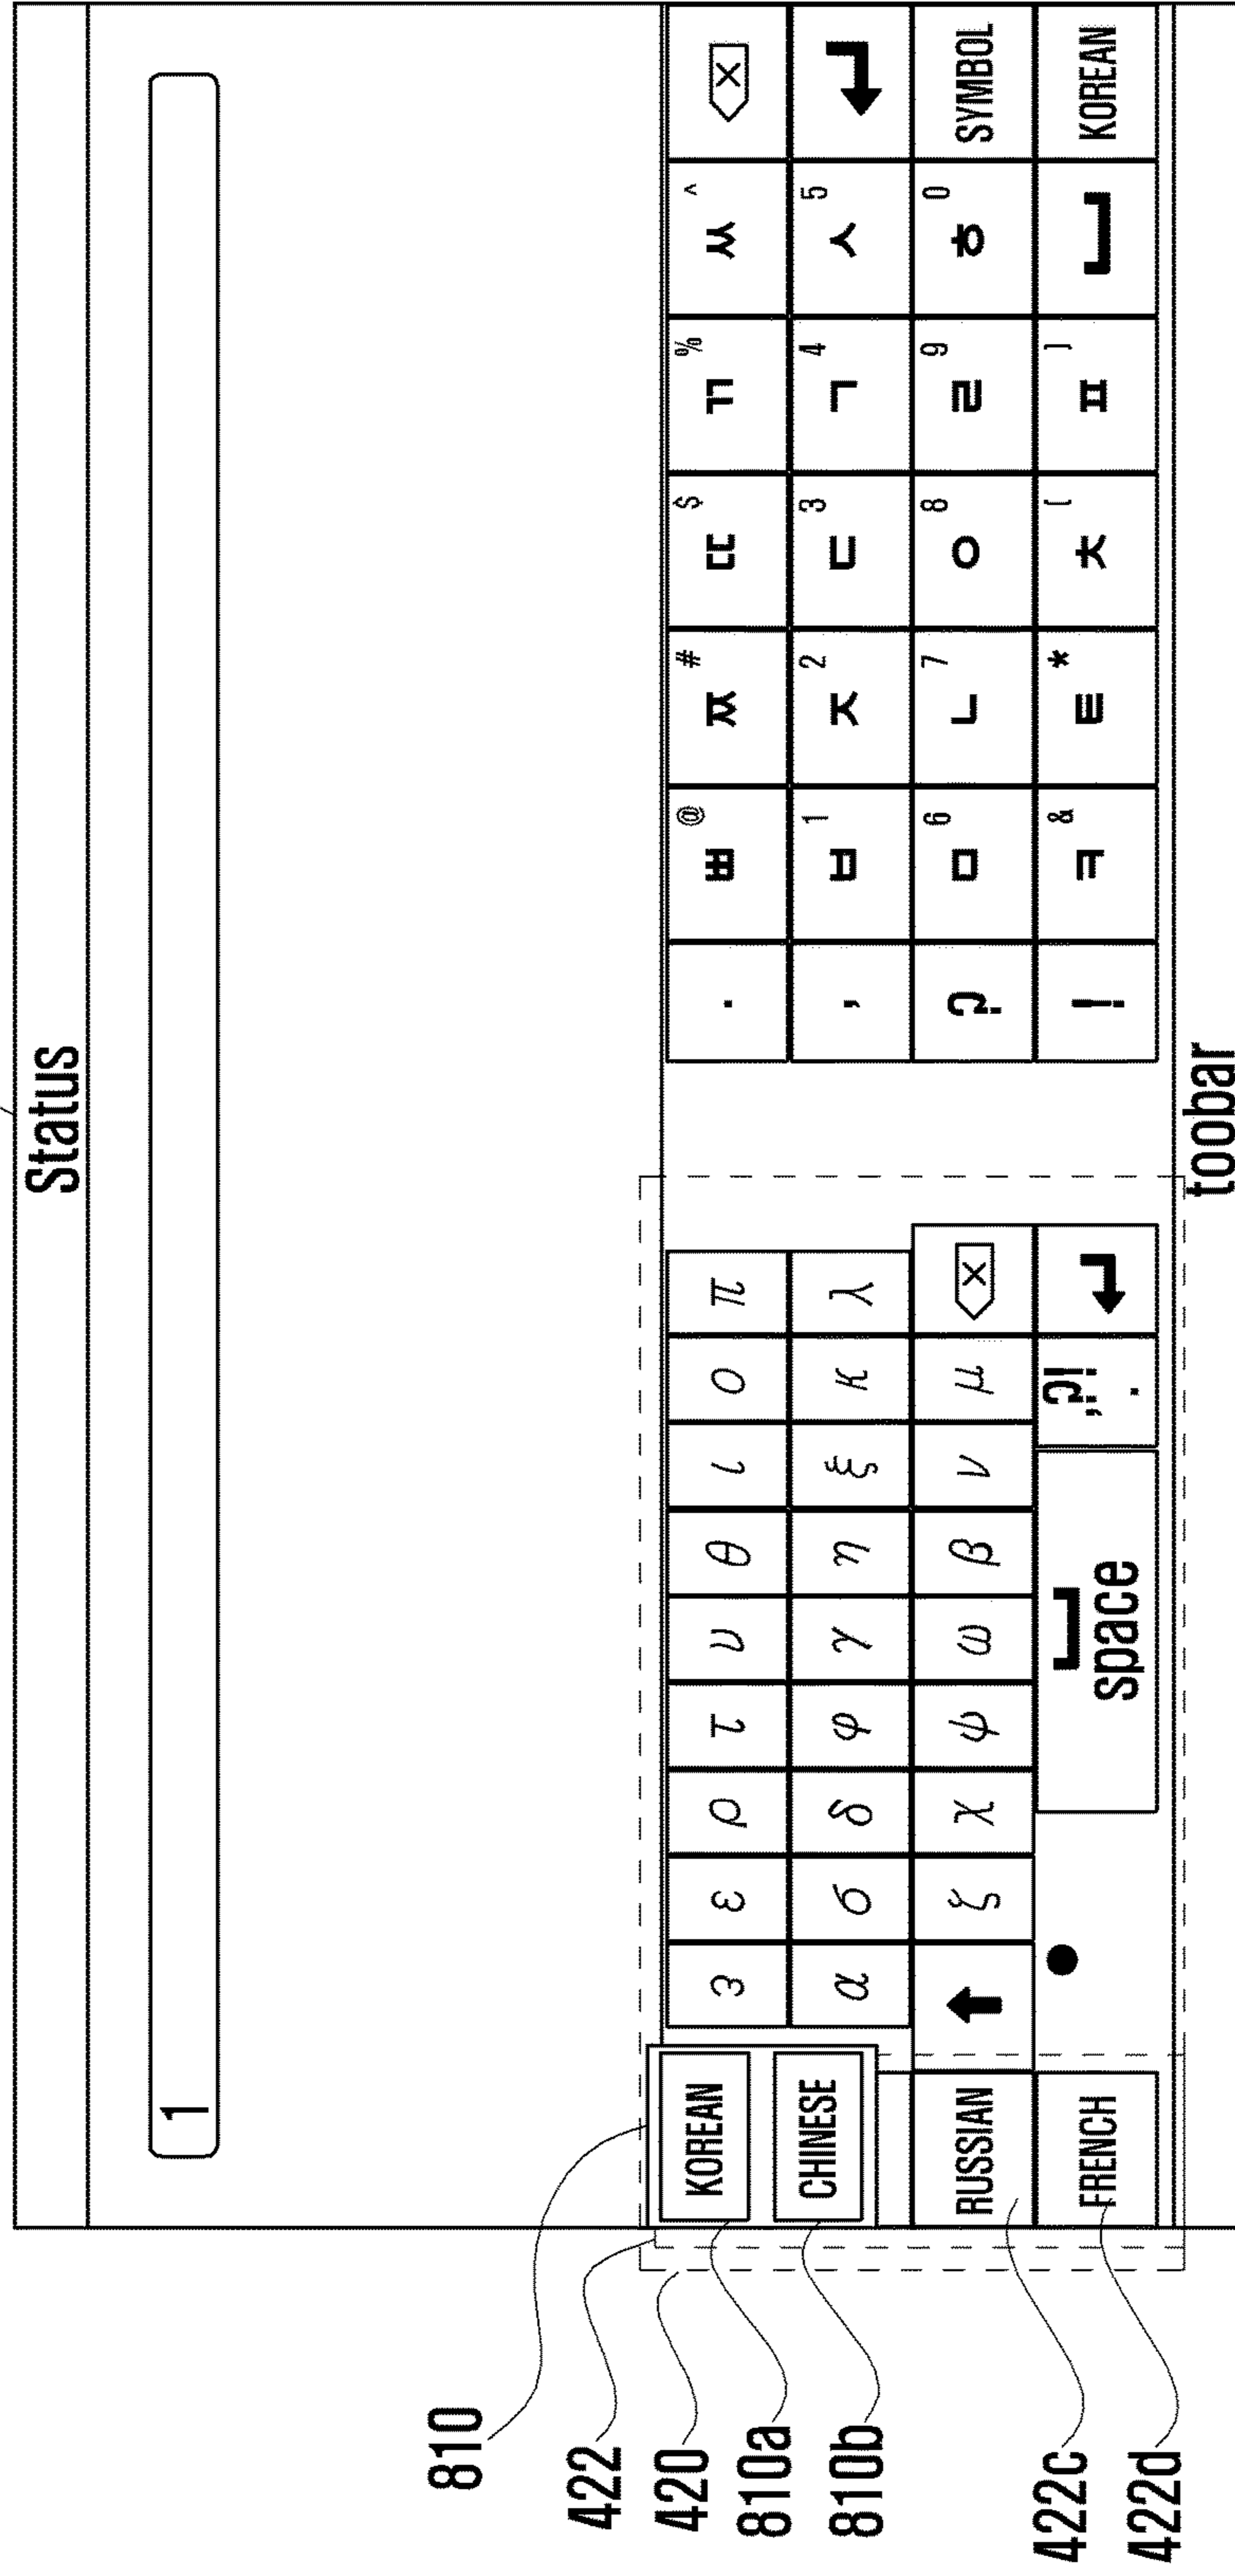 Status
1
810
422
420
810a
810b
422c
422d
KOREAN ε ρ τ υ θ ι ο π
CHINESE α σ δ φ γ η ξ κ λ
RUSSIAN ζ χ ψ ω β ν μ
FRENCH space .,?!
. ㅃ @ ㅉ # ㄸ $ ㄲ % ㅆ ^
, ㅂ 1 ㅈ 2 ㄷ 3 ㄱ 4 ㅅ 5
? ㅁ 6 ㄴ 7 ㅇ 8 ㄹ 9 ㅎ 0 SYMBOL
! ㅋ & ㅌ * ㅊ ( ㅍ ) KOREAN
toobar